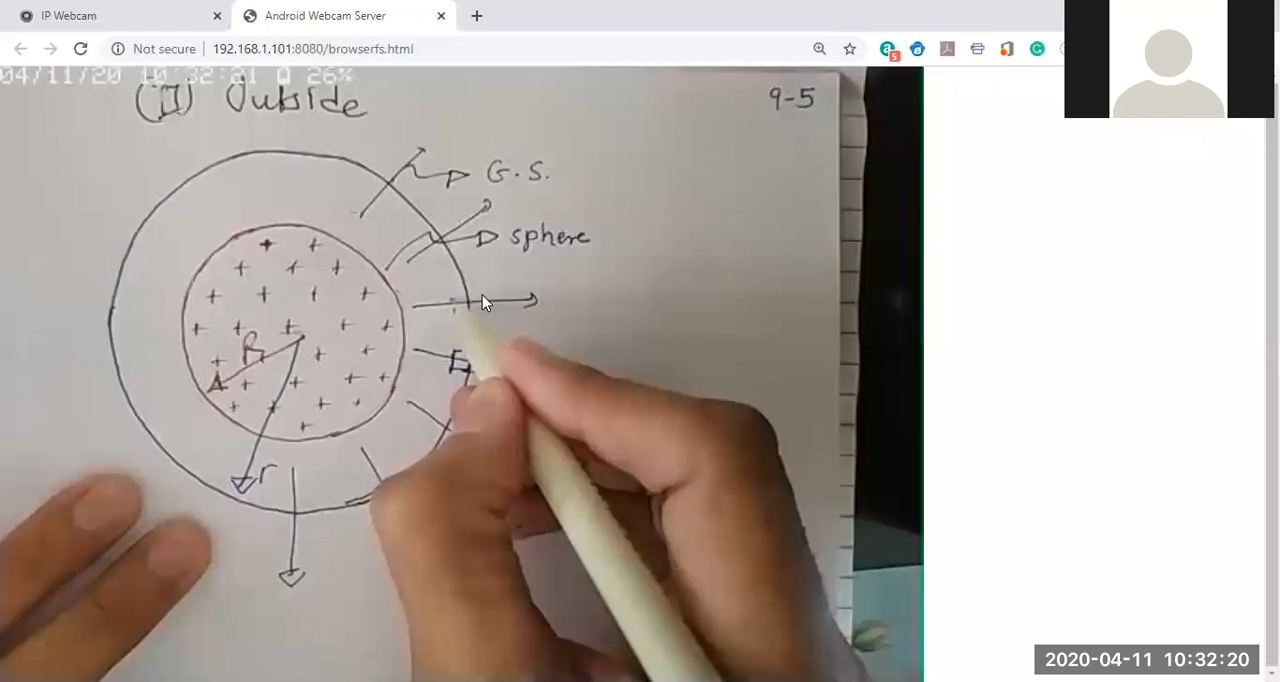 IP Webcam
Android Webcam Server
Not secure
192.168.1.101:8080/browserfs.html
5
04/11/20 10:32:21 26%
(II) Outside
9-5
G.S.
sphere
R
E
r
2020-04-11 10:32:20